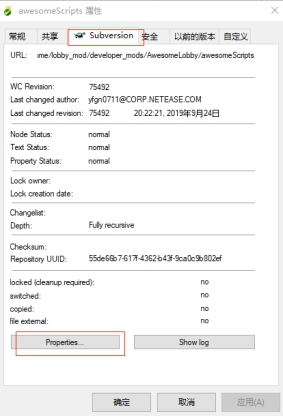 awesomeScripts 属性
常规 共享 Subversion 安全 以前的版本 自定义
URL: ome/lobby_mod/developer_mods/AwesomeLobby/awesomeScripts
WC Revision: 75492
Last changed author: yfgn0711@CORP.NETEASE.COM
Last changed revision: 75492 20:22:21, 2019年9月24日
Node Status: normal
Text Status: normal
Property Status: normal
Lock owner:
Lock creation date:
Changelist:
Depth: Fully recursive
Checksum:
Repository UUID: 55de66b7-617f-4362-b43f-9ca0c9b802ef
locked (cleanup required): no
switched: no
copied: no
file external: no
Properties... Show log
确定 取消 应用(A)